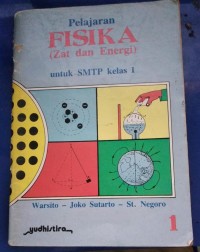 Pelajaran
FISIKA
(Zat dan Energi)
untuk SMTP kelas 1
Warsito - Joko Sutarto - St. Negoro
yudhistira
1